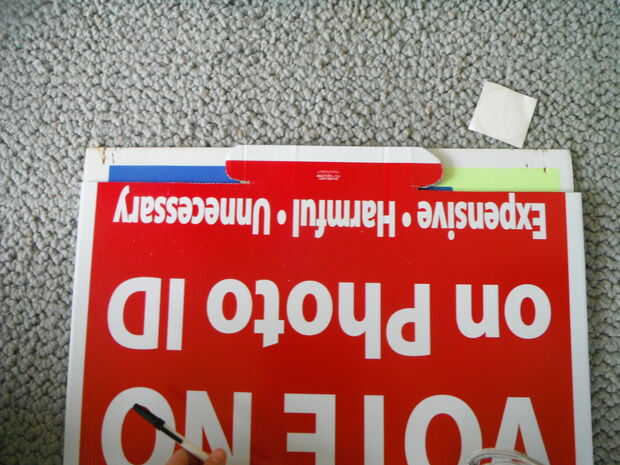 VOTE NO
on Photo ID
Expensive • Harmful • Unnecessary